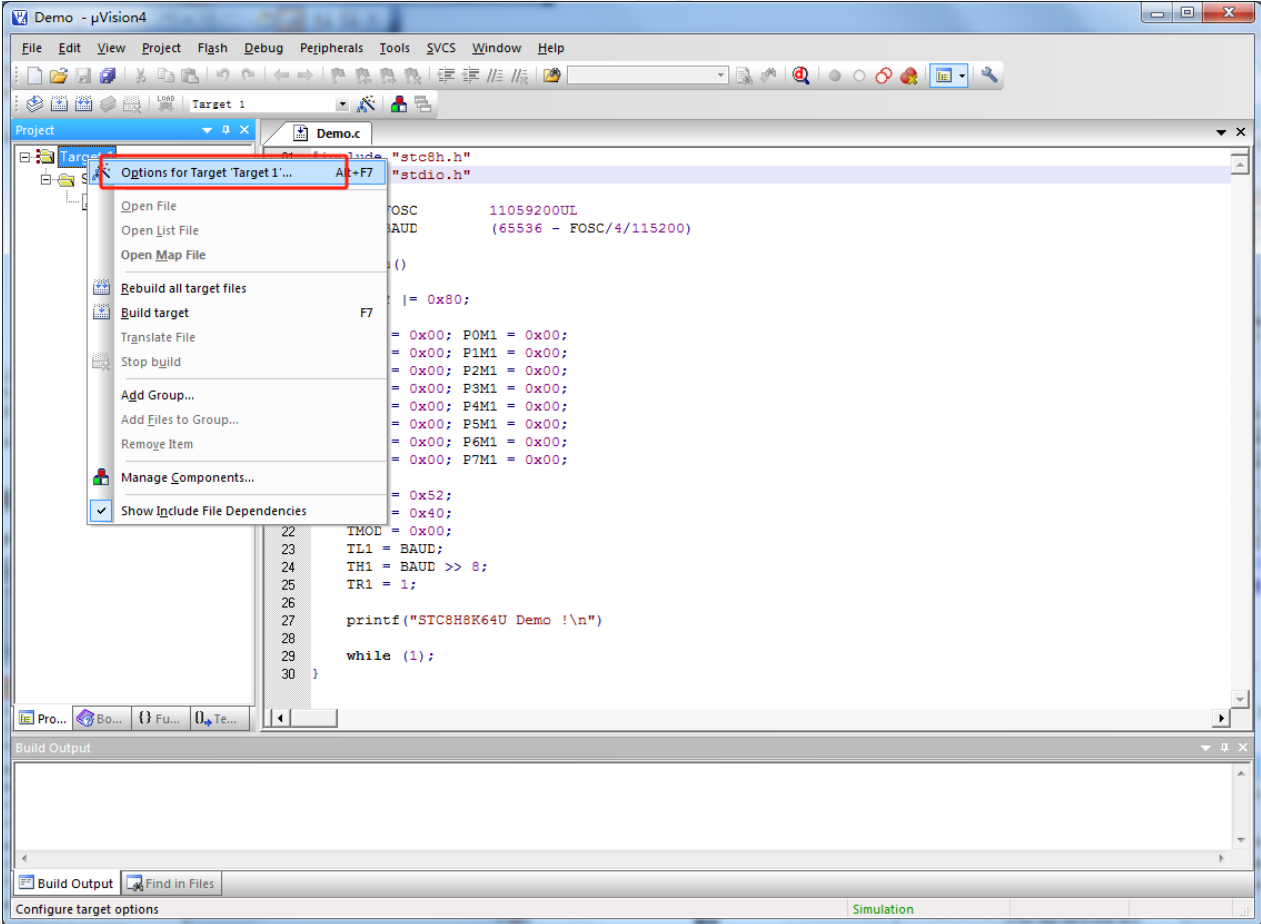 Demo - µVision4
File Edit View Project Flash Debug Peripherals Tools SVCS Window Help
LOAD Target 1
Project
Demo.c
Target 1
Options for Target 'Target 1'... Alt+F7
Open File
Open List File
Open Map File
Rebuild all target files
Build target F7
Translate File
Stop build
Add Group...
Add Files to Group...
Remove Item
Manage Components...
Show Include File Dependencies
"stc8h.h"
"stdio.h"
FOSC 11059200UL
BAUD (65536 - FOSC/4/115200)
()
|= 0x80;
= 0x00; P0M1 = 0x00;
= 0x00; P1M1 = 0x00;
= 0x00; P2M1 = 0x00;
= 0x00; P3M1 = 0x00;
= 0x00; P4M1 = 0x00;
= 0x00; P5M1 = 0x00;
= 0x00; P6M1 = 0x00;
= 0x00; P7M1 = 0x00;
= 0x52;
= 0x40;
22 TMOD = 0x00;
23 TL1 = BAUD;
24 TH1 = BAUD >> 8;
25 TR1 = 1;
26
27 printf("STC8H8K64U Demo !\n")
28
29 while (1);
30 }
Pro... Bo... {} Fu... 0 Te...
Build Output
Build Output Find in Files
Configure target options Simulation